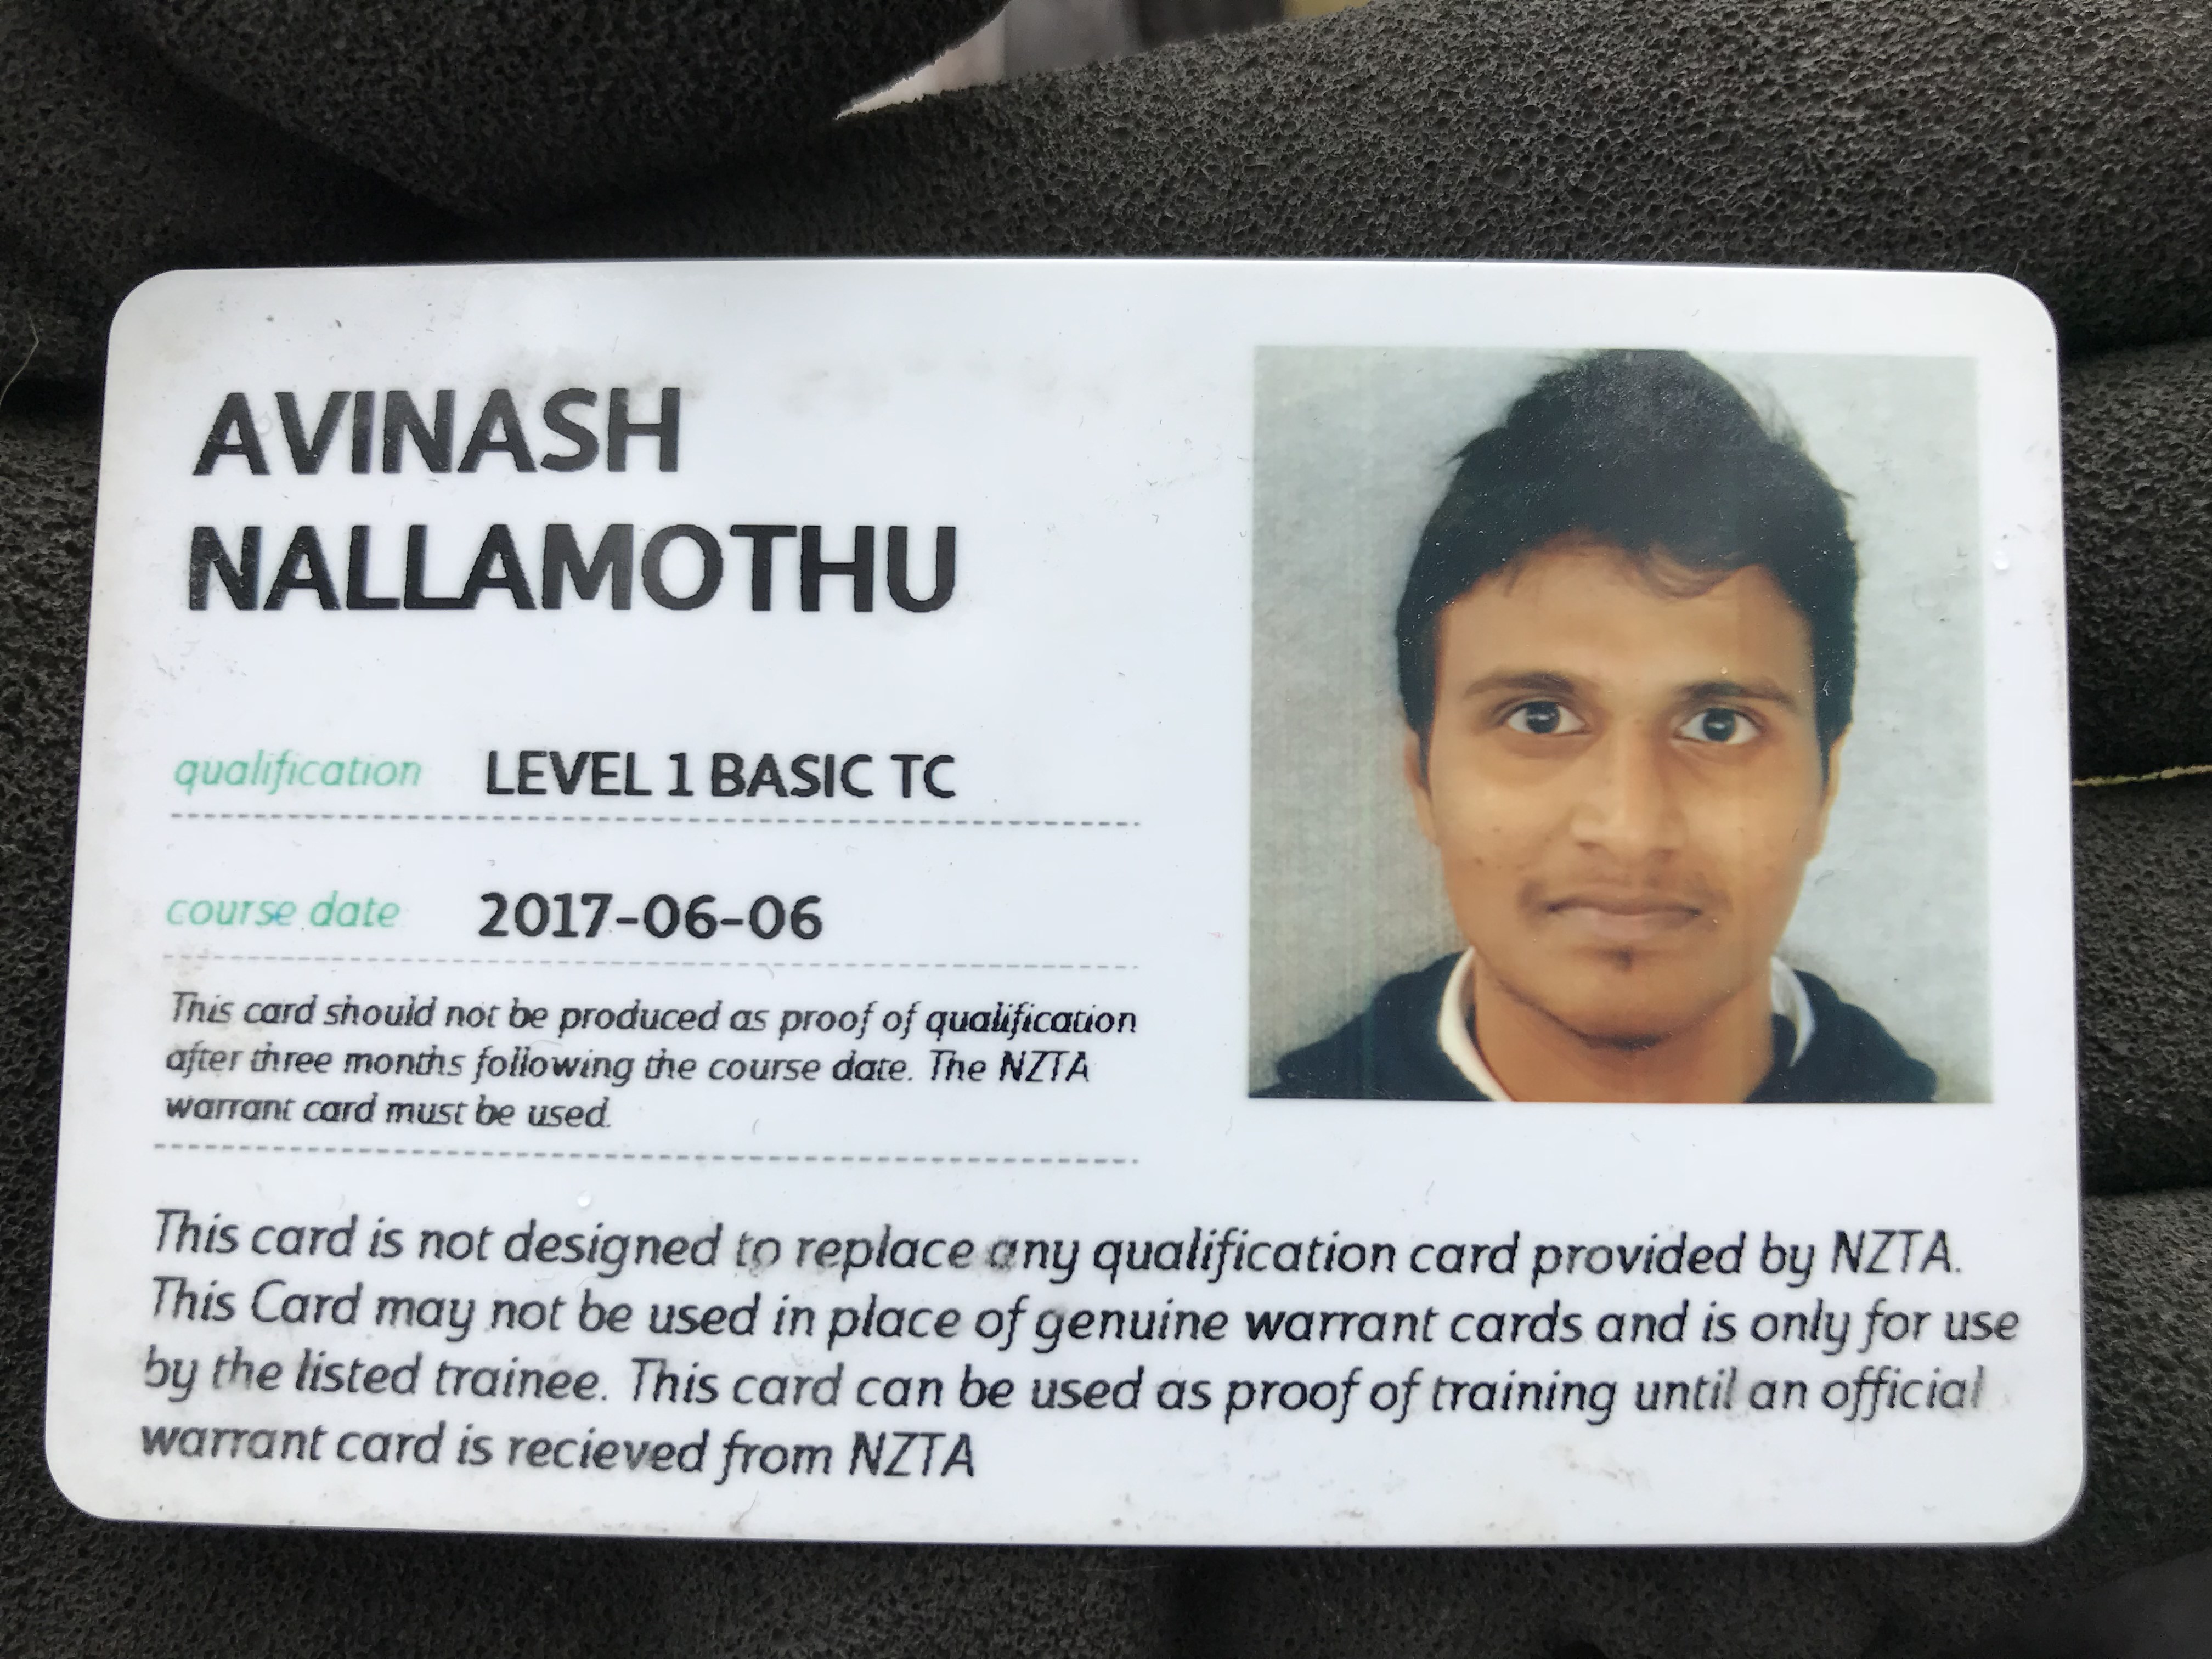 AVINASH
NALLAMOTHU
qualification LEVEL 1 BASIC TC
course date 2017-06-06
This card should not be produced as proof of qualification
after three months following the course date. The NZTA
warrant card must be used.
This card is not designed to replace any qualification card provided by NZTA.
This Card may not be used in place of genuine warrant cards and is only for use
by the listed trainee. This card can be used as proof of training until an official
warrant card is recieved from NZTA